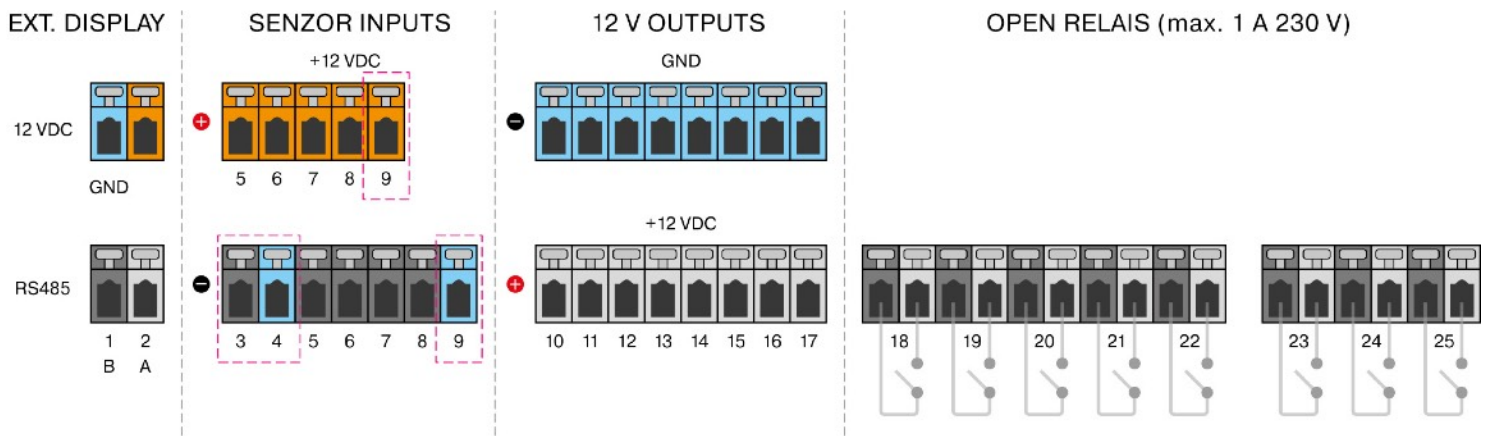 EXT. DISPLAY
SENZOR INPUTS
12 V OUTPUTS
OPEN RELAIS (max. 1 A 230 V)
+12 VDC
GND
12 VDC
+
−
5 6 7 8 9
GND
+12 VDC
RS485
−
+
1 2 3 4 5 6 7 8 9 10 11 12 13 14 15 16 17 18 19 20 21 22 23 24 25
B A